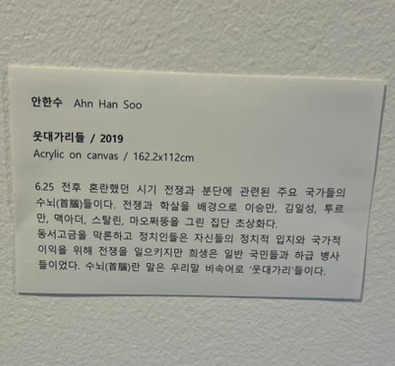 안한수 Ahn Han Soo
웃대가리들 / 2019
Acrylic on canvas / 162.2x112cm
6.25 전후 혼란했던 시기 전쟁과 분단에 관련된 주요 국가들의
수뇌(首腦)들이다. 전쟁과 학살을 배경으로 이승만, 김일성, 투르
만, 맥아더, 스탈린, 마오쩌뚱을 그린 집단 초상화다.
동서고금을 막론하고 정치인들은 자신들의 정치적 입지와 국가적
이익을 위해 전쟁을 일으키지만 희생은 일반 국민들과 하급 병사
들이었다. 수뇌(首腦)란 말은 우리말 비속어로 '웃대가리'들이다.